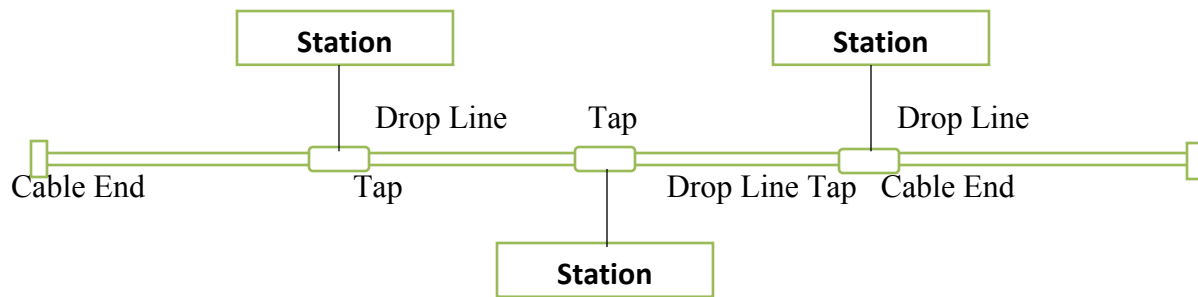 Station Station
Drop Line Tap Drop Line
Cable End Tap Drop Line Tap Cable End
Station